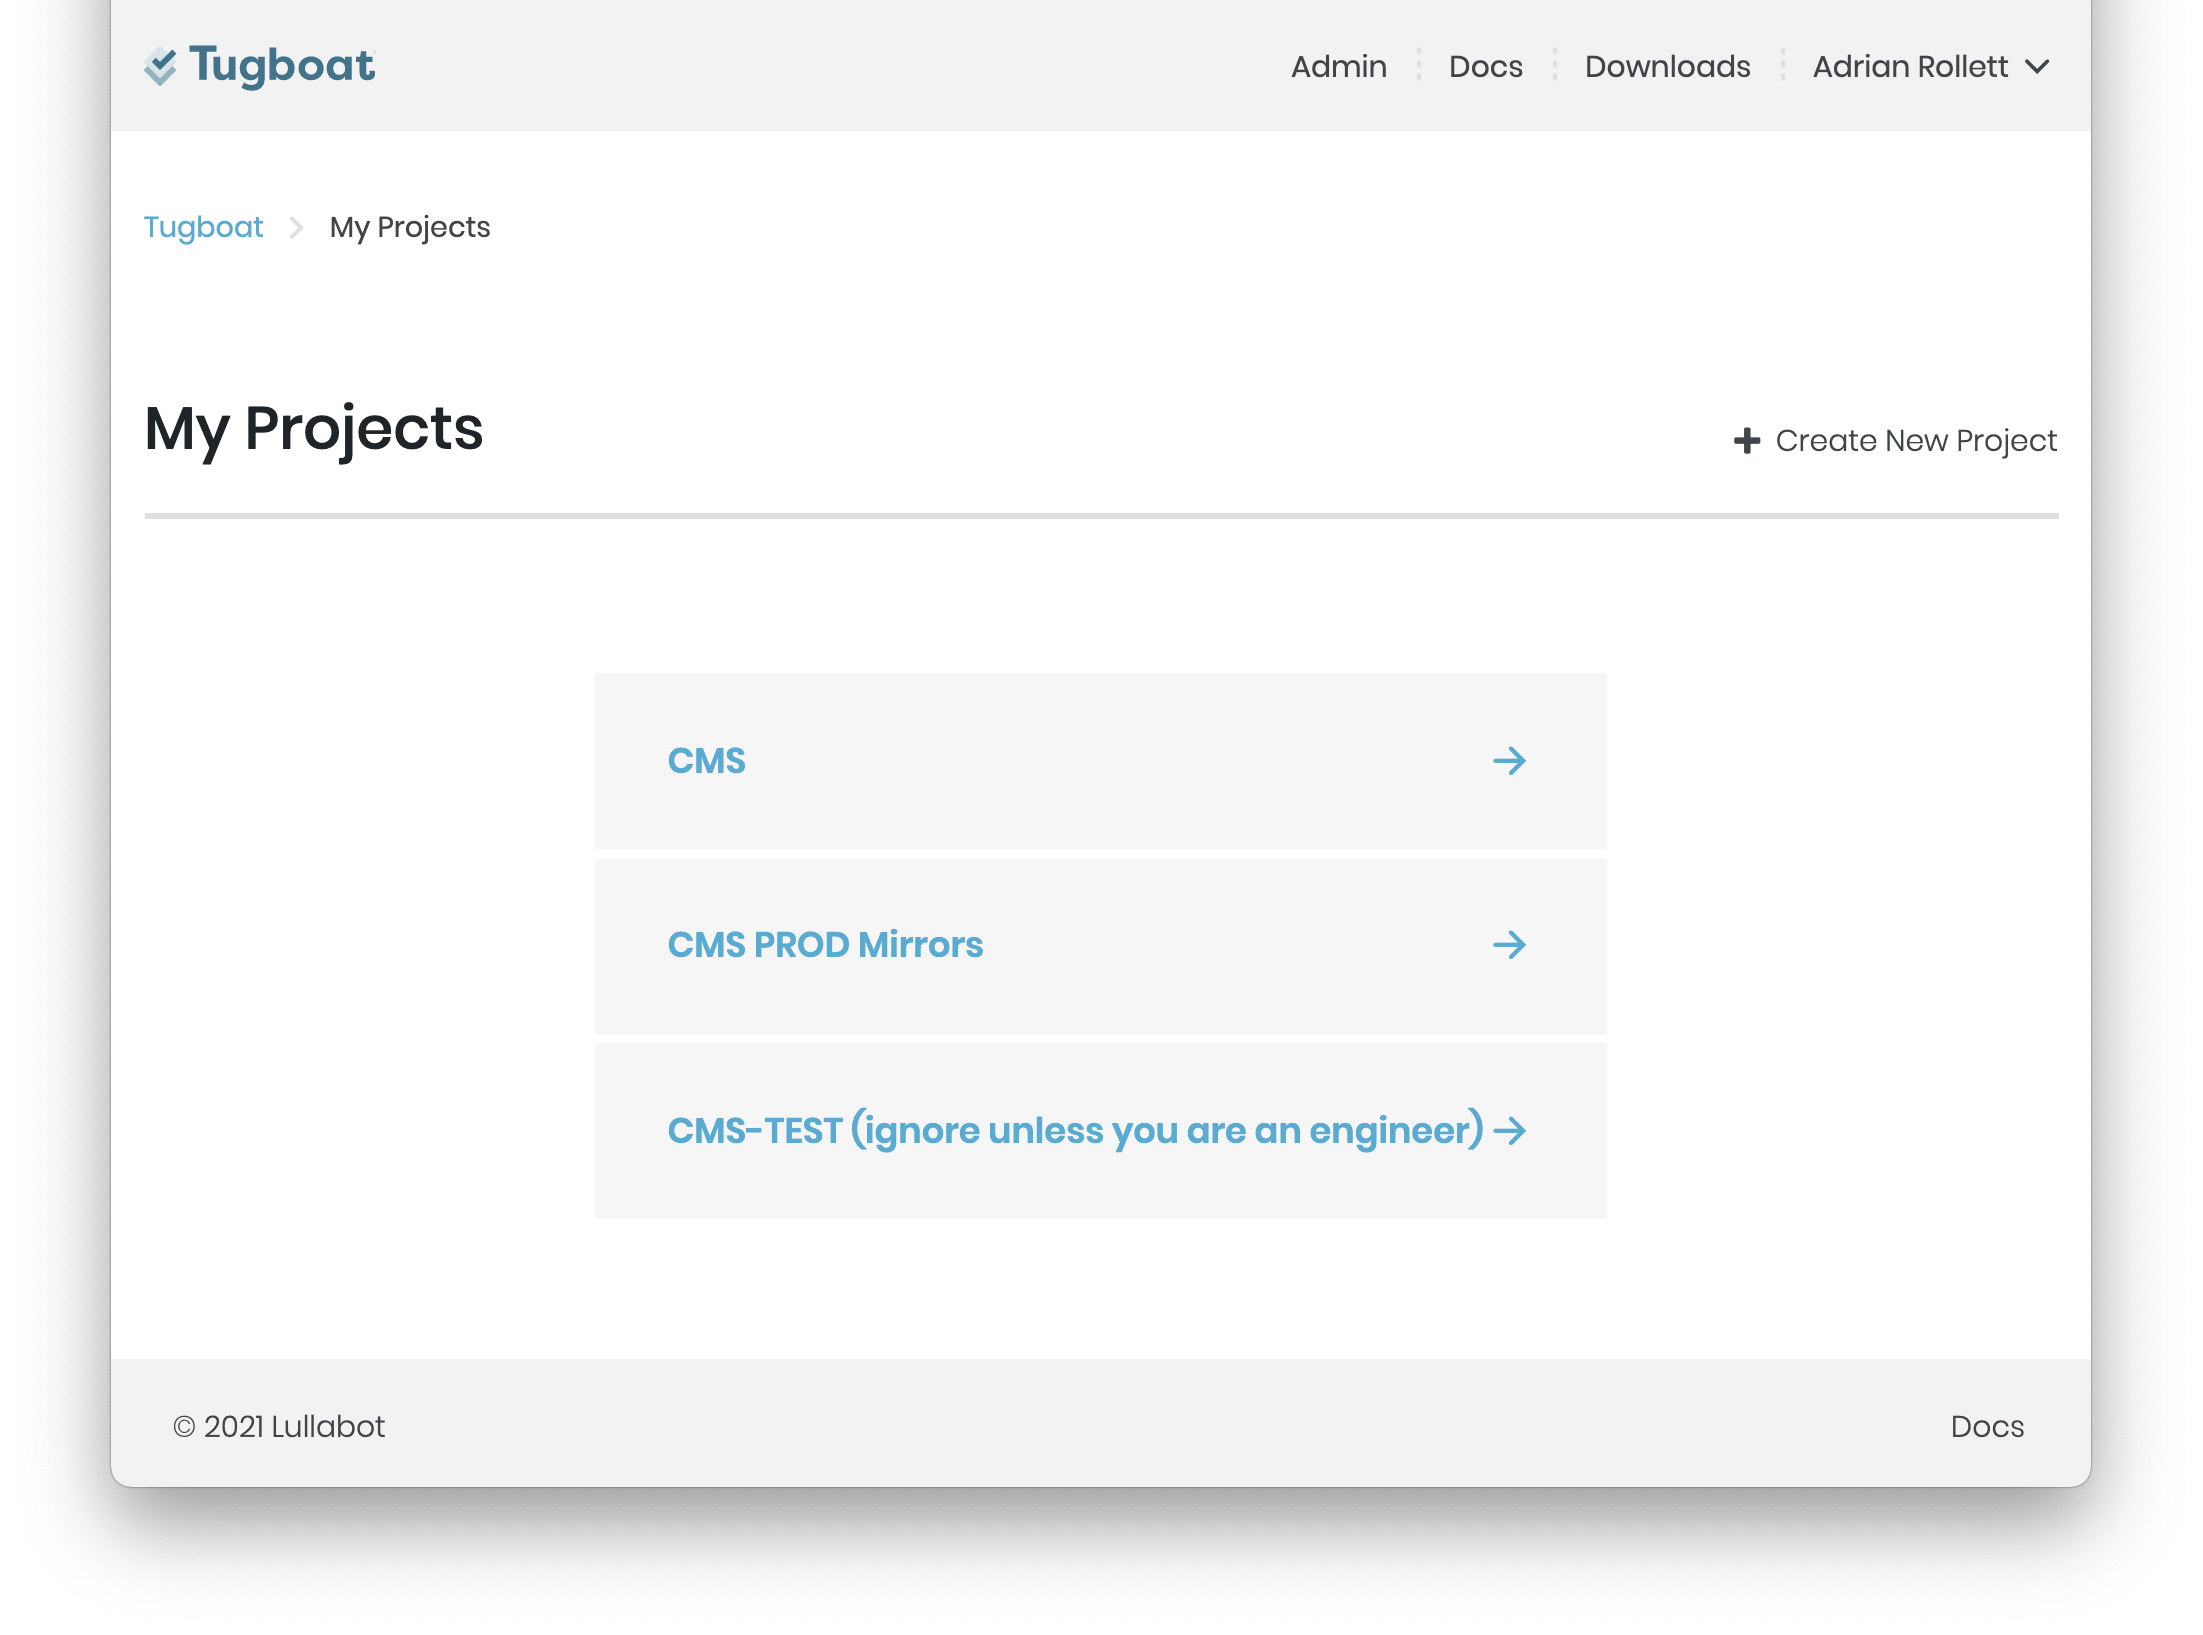 Tugboat
Admin Docs Downloads Adrian Rollett
Tugboat My Projects
My Projects
Create New Project
CMS
CMS PROD Mirrors
CMS-TEST (ignore unless you are an engineer)
© 2021 Lullabot
Docs